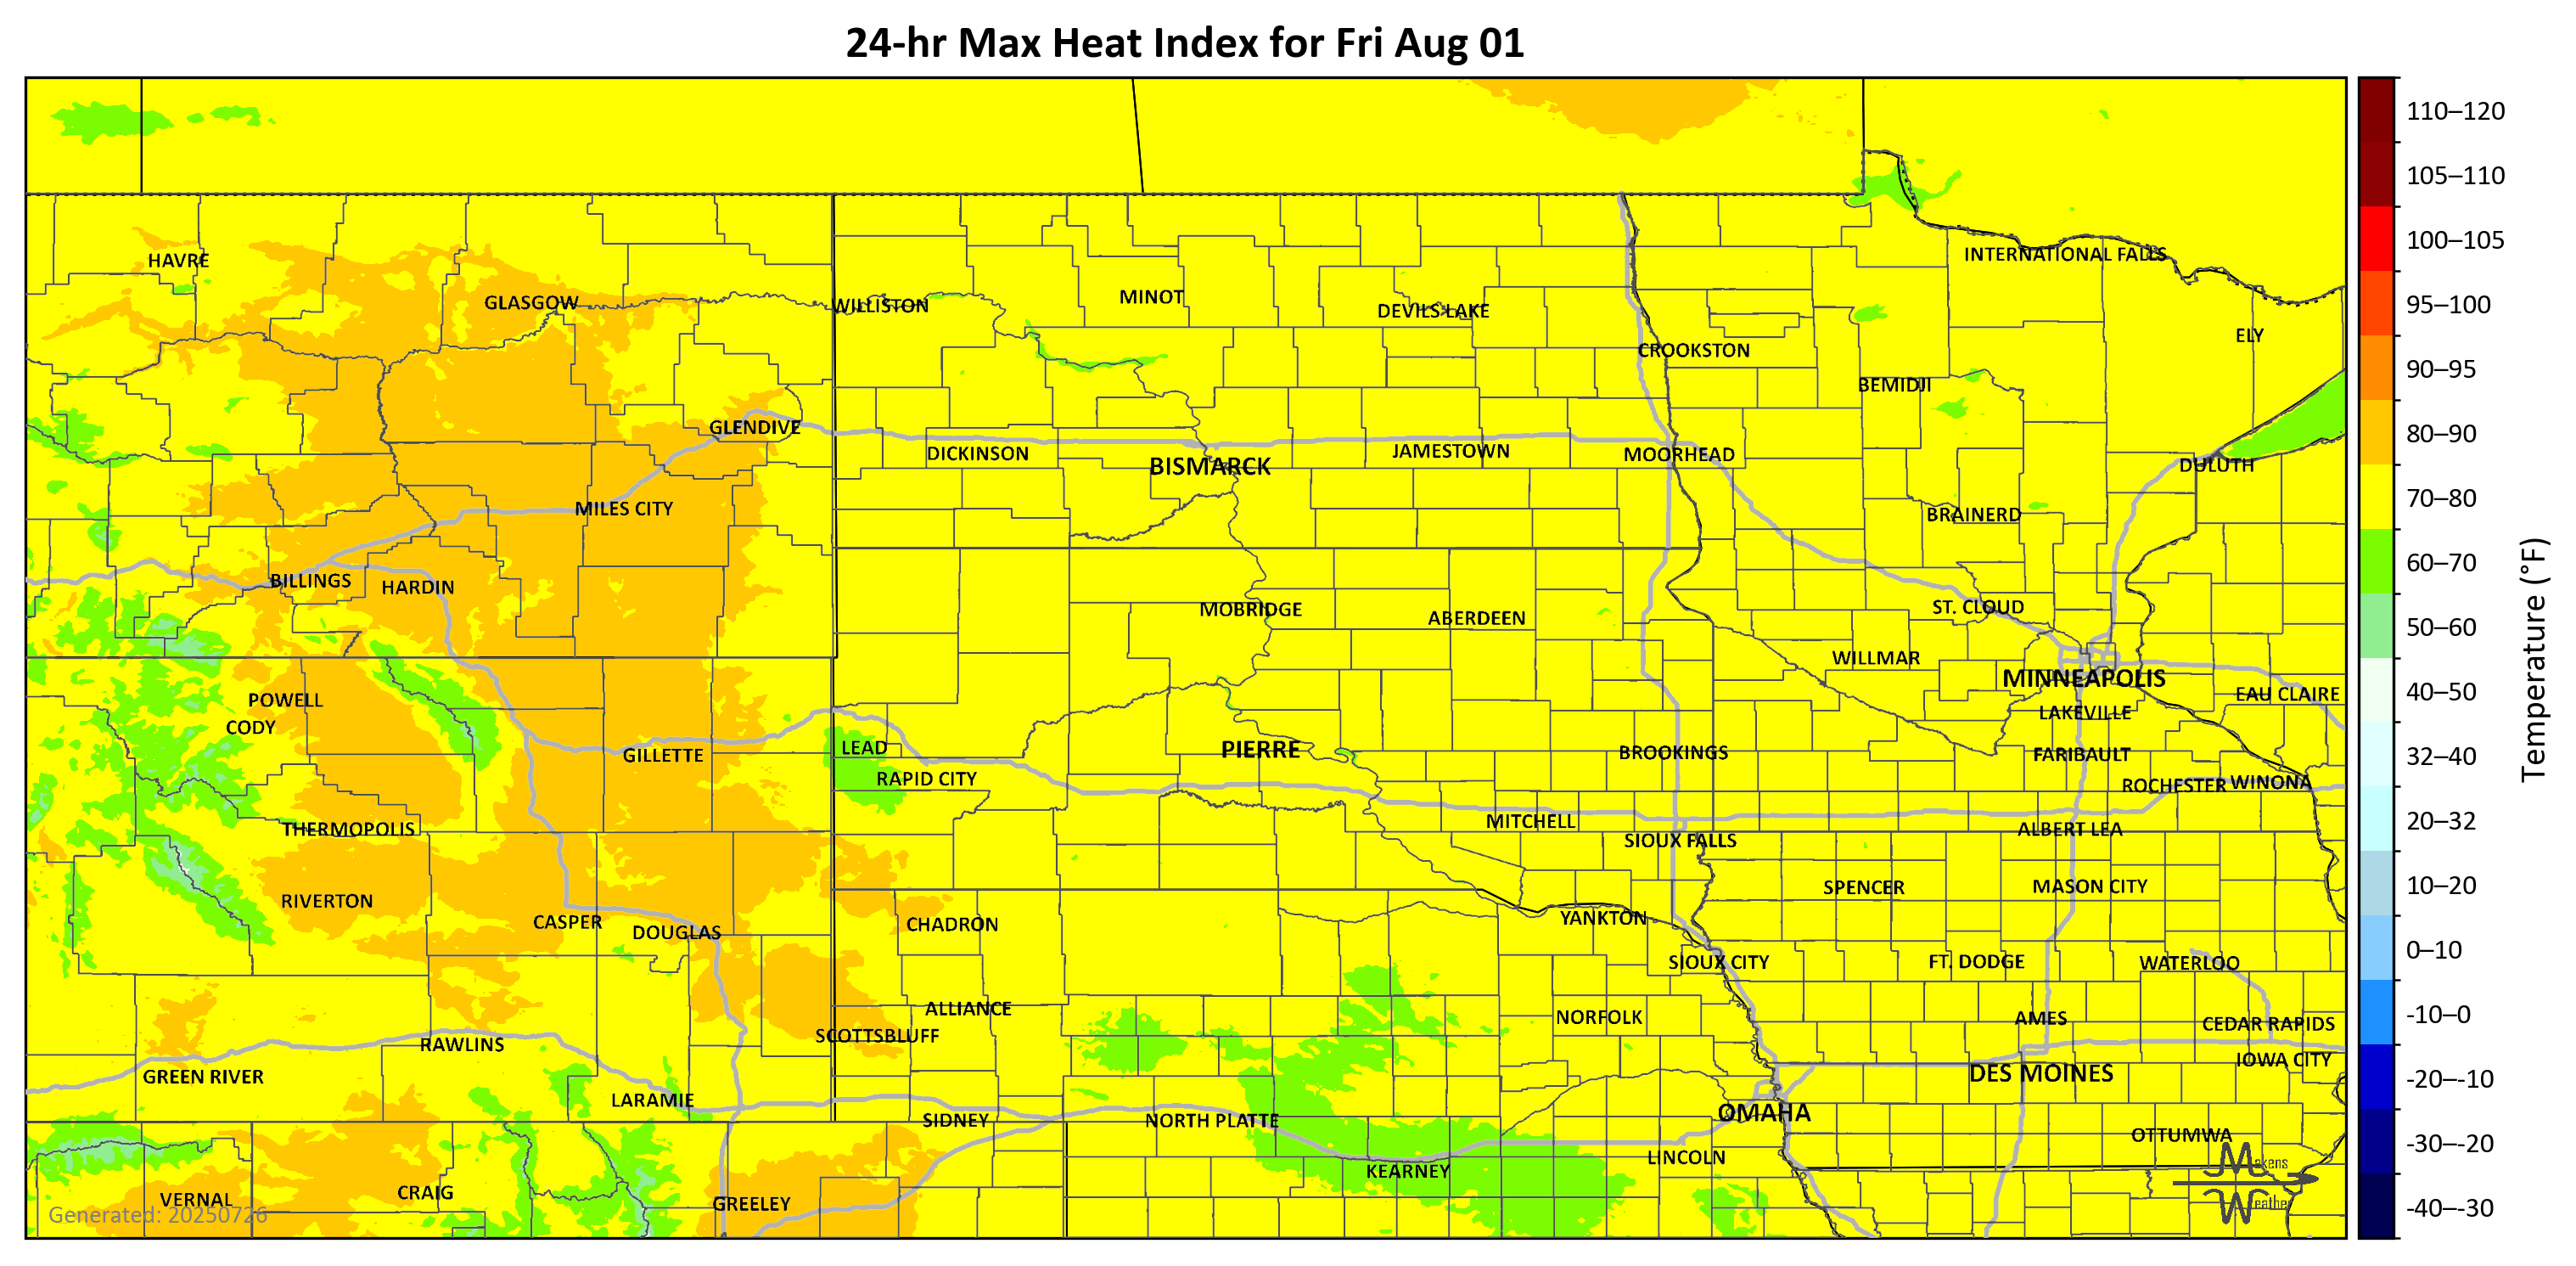 24-hr Max Heat Index for Fri Aug 01
110–120
105–110
100–105
95–100
90–95
80–90
70–80
60–70
50–60
40–50
32–40
20–32
10–20
0–10
-10–0
-20–-10
-30–-20
-40–-30
Temperature (°F)
HAVRE
INTERNATIONAL FALLS
GLASGOW
WILLISTON
MINOT
DEVILS LAKE
ELY
CROOKSTON
BEMIDJI
GLENDIVE
DICKINSON
BISMARCK
JAMESTOWN
MOORHEAD
DULUTH
MILES CITY
BRAINERD
BILLINGS
HARDIN
MOBRIDGE
ABERDEEN
ST. CLOUD
WILLMAR
MINNEAPOLIS
EAU CLAIRE
POWELL
CODY
LAKEVILLE
GILLETTE
LEAD
PIERRE
BROOKINGS
FARIBAULT
RAPID CITY
ROCHESTER
WINONA
THERMOPOLIS
MITCHELL
SIOUX FALLS
ALBERT LEA
RIVERTON
SPENCER
MASON CITY
CASPER
DOUGLAS
CHADRON
YANKTON
SIOUX CITY
FT. DODGE
WATERLOO
ALLIANCE
NORFOLK
AMES
CEDAR RAPIDS
SCOTTSBLUFF
RAWLINS
IOWA CITY
GREEN RIVER
DES MOINES
LARAMIE
OMAHA
SIDNEY
NORTH PLATTE
OTTUMWA
LINCOLN
KEARNEY
VERNAL
CRAIG
GREELEY
Makens
Weather
Generated: 20250726